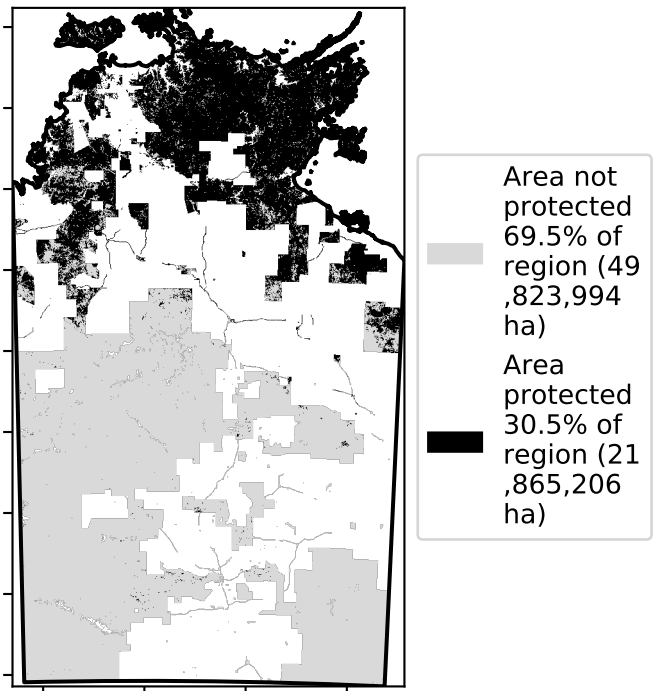 Area not
protected
69.5% of
region (49
,823,994
ha)
Area
protected
30.5% of
region (21
,865,206
ha)